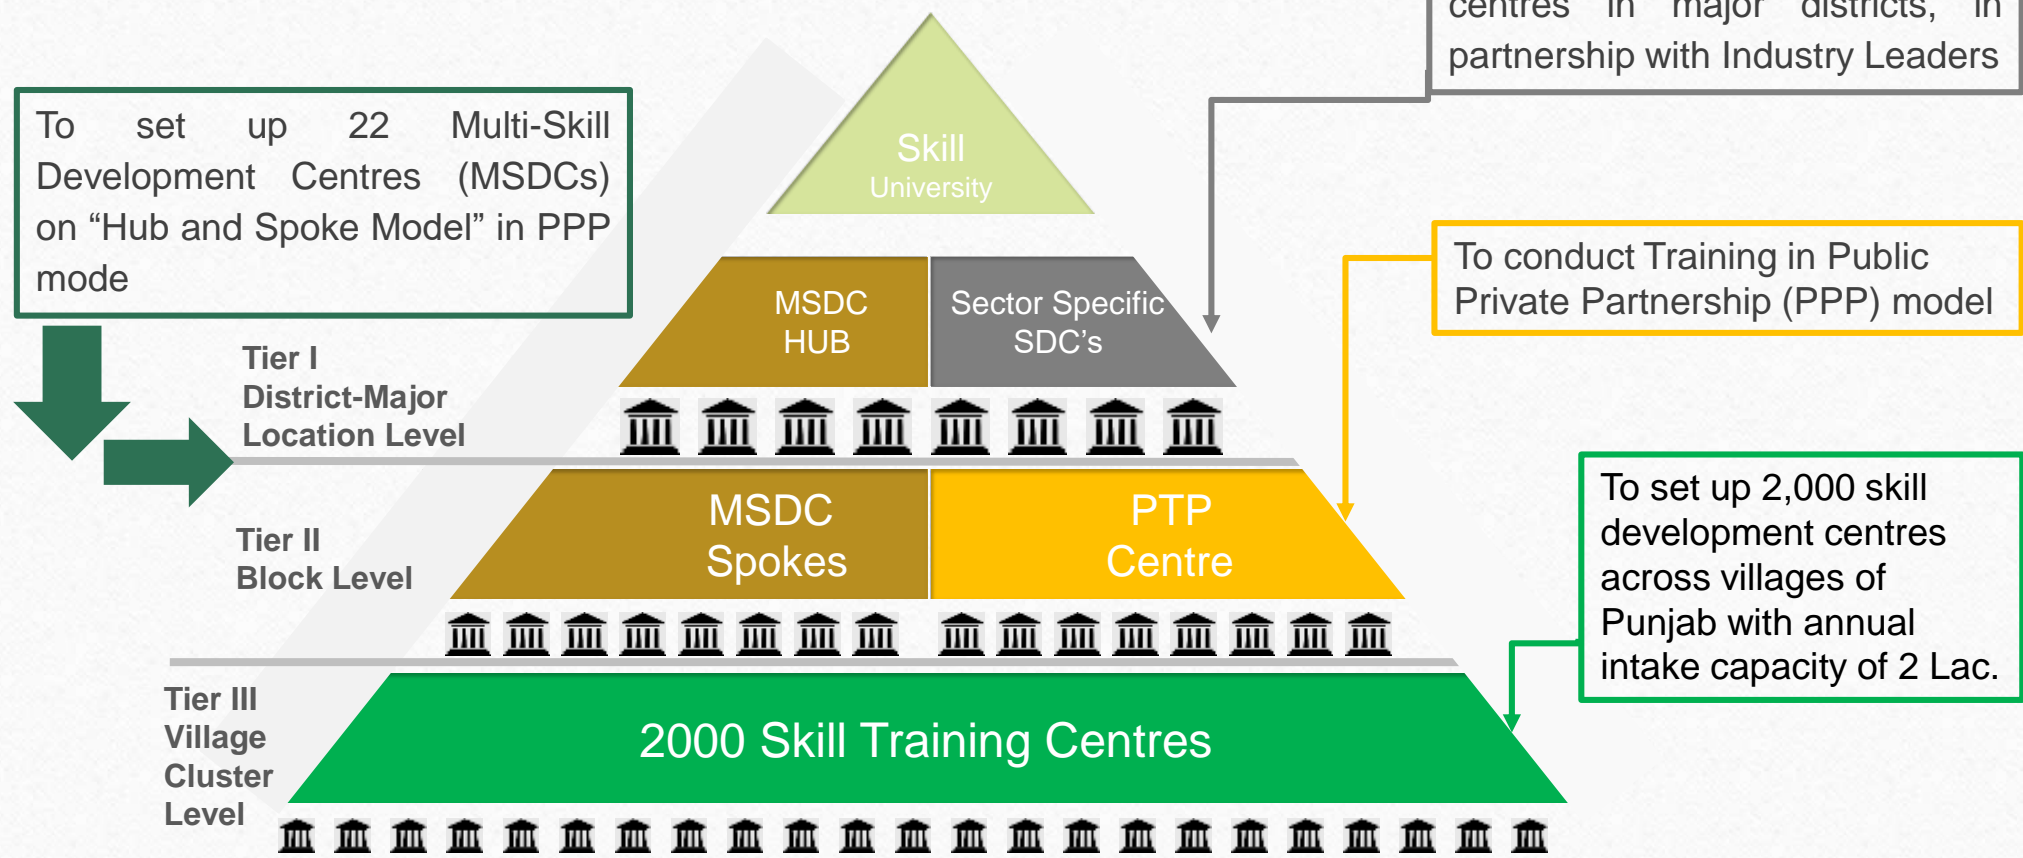 centres in major districts, in
partnership with Industry Leaders
To set up 22 Multi-Skill
Development Centres (MSDCs)
on “Hub and Spoke Model” in PPP
mode
Skill
University
To conduct Training in Public
Private Partnership (PPP) model
MSDC
HUB
Sector Specific
SDC’s
Tier I
District-Major
Location Level
MSDC
Spokes
PTP
Centre
Tier II
Block Level
To set up 2,000 skill
development centres
across villages of
Punjab with annual
intake capacity of 2 Lac.
Tier III
Village
Cluster
Level
2000 Skill Training Centres